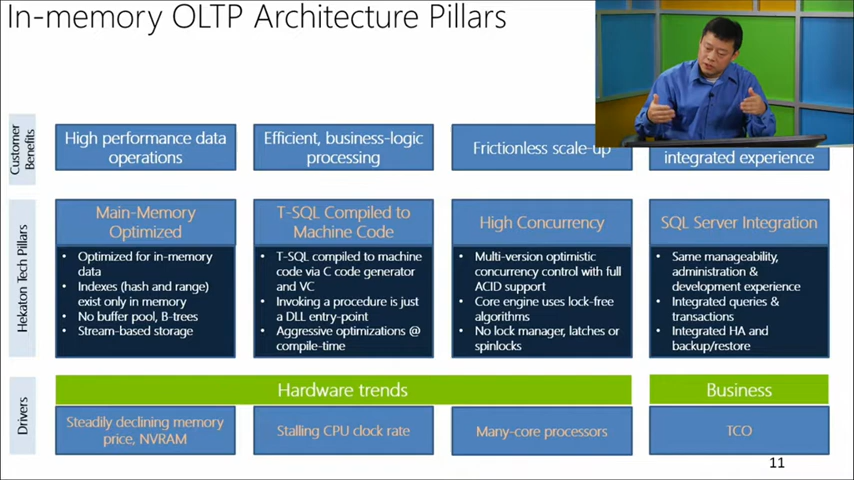 In-memory OLTP Architecture Pillars
Customer
Benefits
High performance data
operations
Efficient, business-logic
processing
Frictionless scale-up
integrated experience
Hekaton Tech Pillars
Main-Memory
Optimized
• Optimized for in-memory
data
• Indexes (hash and range)
exist only in memory
• No buffer pool, B-trees
• Stream-based storage
T-SQL Compiled to
Machine Code
• T-SQL compiled to machine
code via C code generator
and VC
• Invoking a procedure is just
a DLL entry-point
• Aggressive optimizations @
compile-time
High Concurrency
• Multi-version optimistic
concurrency control with full
ACID support
• Core engine uses lock-free
algorithms
• No lock manager, latches or
spinlocks
SQL Server Integration
• Same manageability,
administration &
development experience
• Integrated queries &
transactions
• Integrated HA and
backup/restore
Drivers
Hardware trends
Business
Steadily declining memory
price, NVRAM
Stalling CPU clock rate
Many-core processors
TCO
11